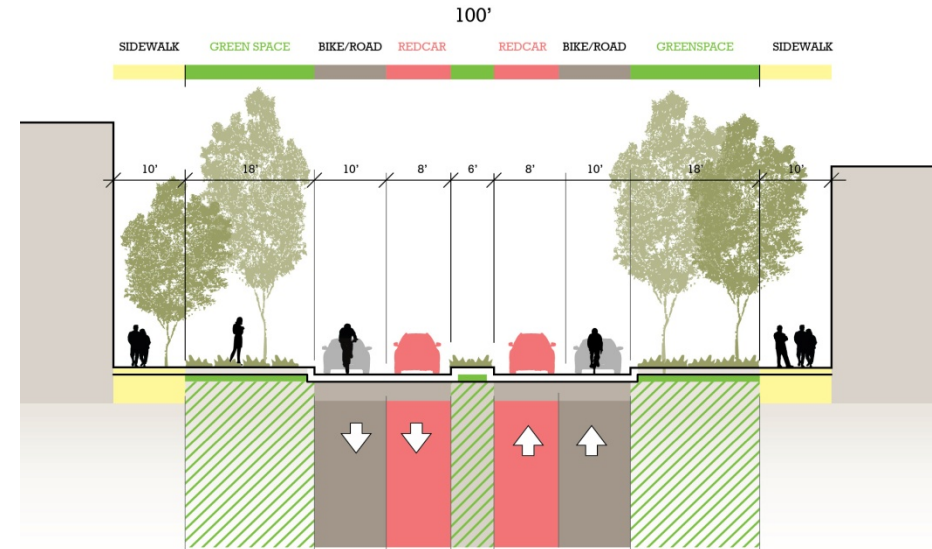 100'
SIDEWALK GREEN SPACE BIKE/ROAD REDCAR REDCAR BIKE/ROAD GREENSPACE SIDEWALK
10' 18' 10' 8' 6' 8' 10' 18' 10'